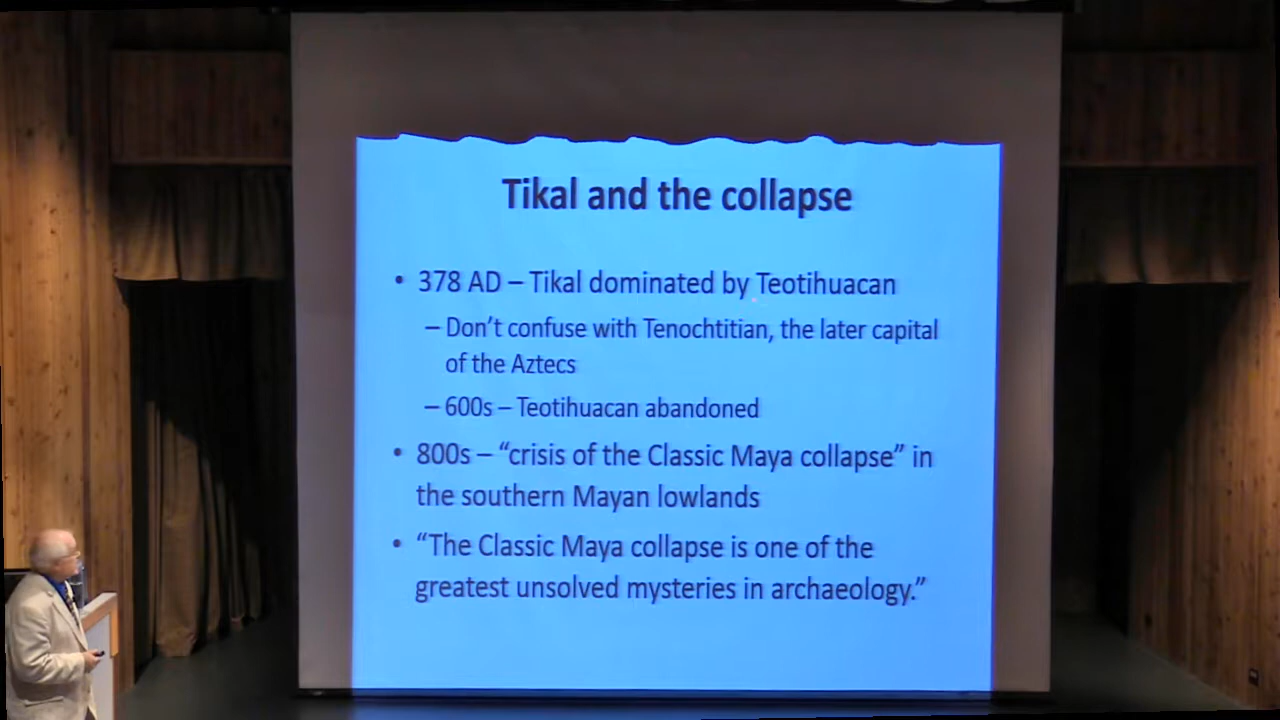 Tikal and the collapse
• 378 AD – Tikal dominated by Teotihuacan
– Don't confuse with Tenochtitian, the later capital
of the Aztecs
– 600s – Teotihuacan abandoned
• 800s – “crisis of the Classic Maya collapse” in
the southern Mayan lowlands
• “The Classic Maya collapse is one of the
greatest unsolved mysteries in archaeology.”